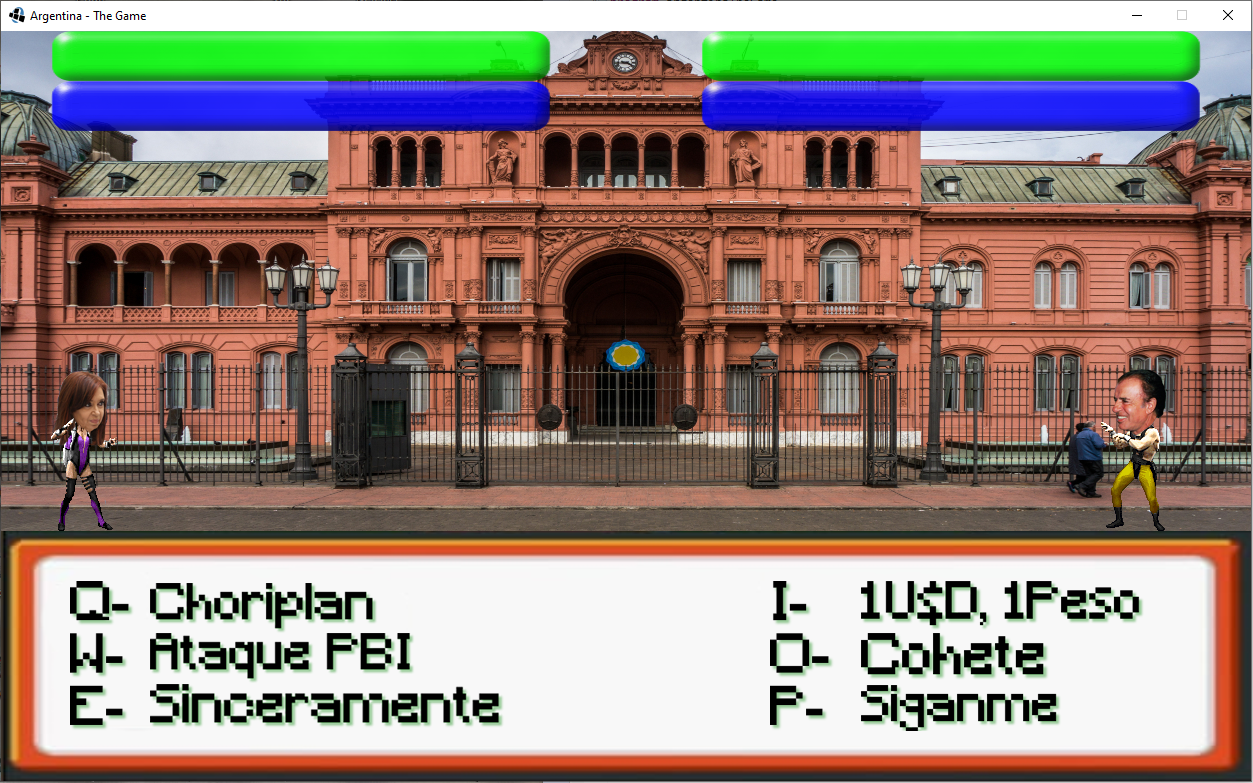 Argentina - The Game
Q- Choriplan
W- Ataque PBI
E- Sinceramente
I- 1U$D, 1Peso
O- Cohete
P- Siganme